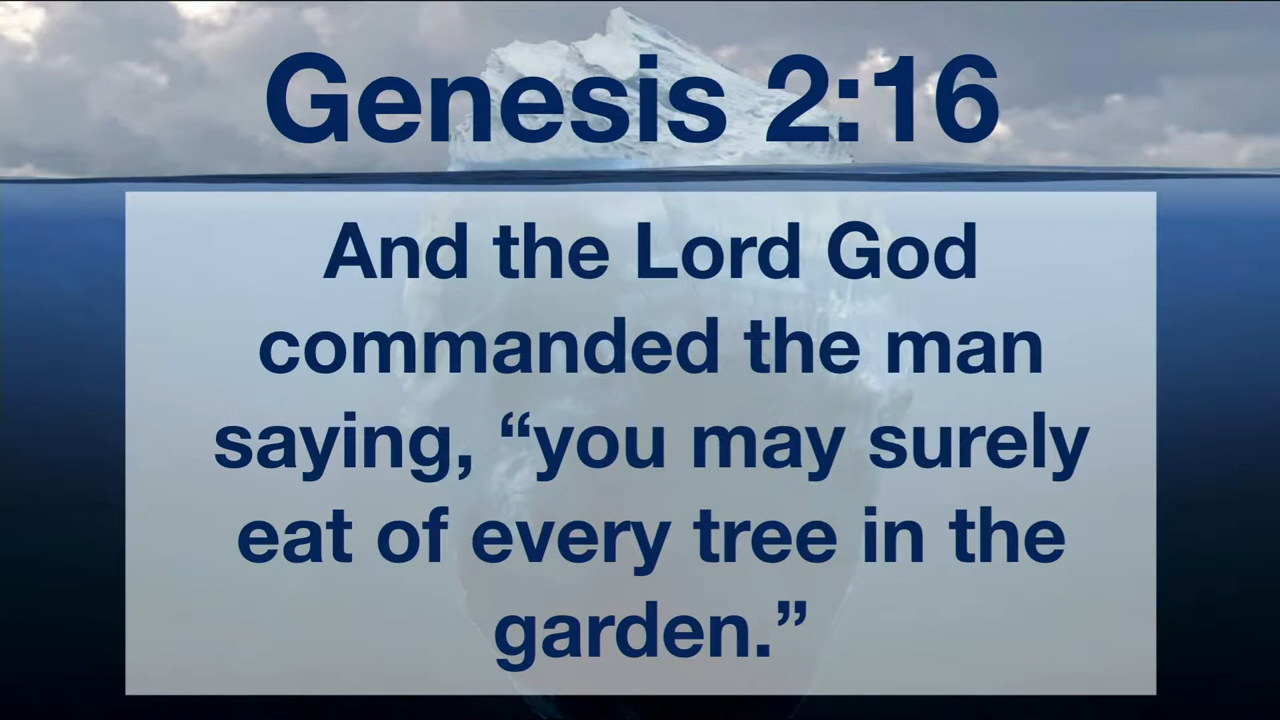 Genesis 2:16
And the Lord God
commanded the man
saying, “you may surely
eat of every tree in the
garden.”